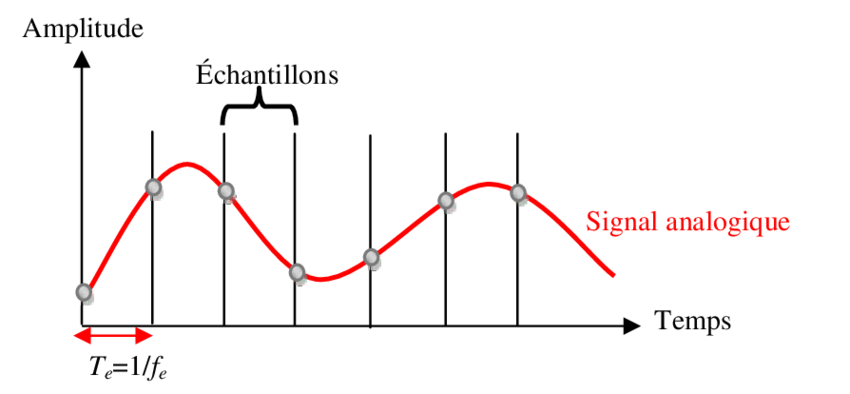 Amplitude
Échantillons
Signal analogique
Temps
Te=1/fe